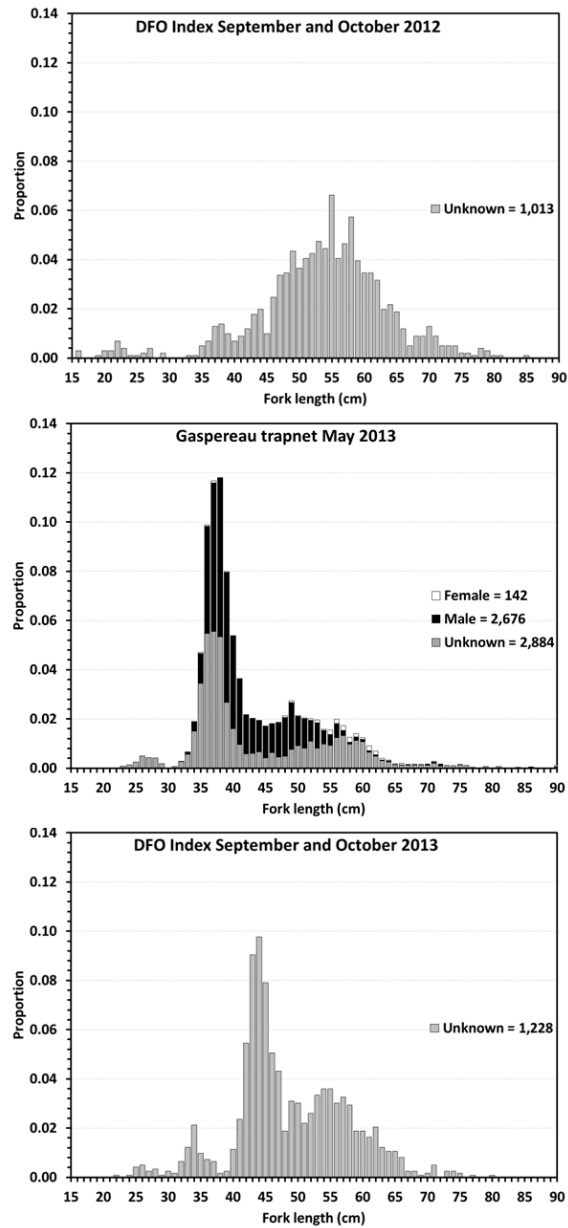 DFO Index September and October 2012
0.14
0.12
0.10
0.08
0.06
0.04
0.02
0.00
Proportion
Unknown = 1,013
15 20 25 30 35 40 45 50 55 60 65 70 75 80 85 90
Fork length (cm)
Gaspereau trapnet May 2013
0.14
0.12
0.10
0.08
0.06
0.04
0.02
0.00
Proportion
Female = 142
Male = 2,676
Unknown = 2,884
15 20 25 30 35 40 45 50 55 60 65 70 75 80 85 90
Fork length (cm)
DFO Index September and October 2013
0.14
0.12
0.10
0.08
0.06
0.04
0.02
0.00
Proportion
Unknown = 1,228
15 20 25 30 35 40 45 50 55 60 65 70 75 80 85 90
Fork length (cm)